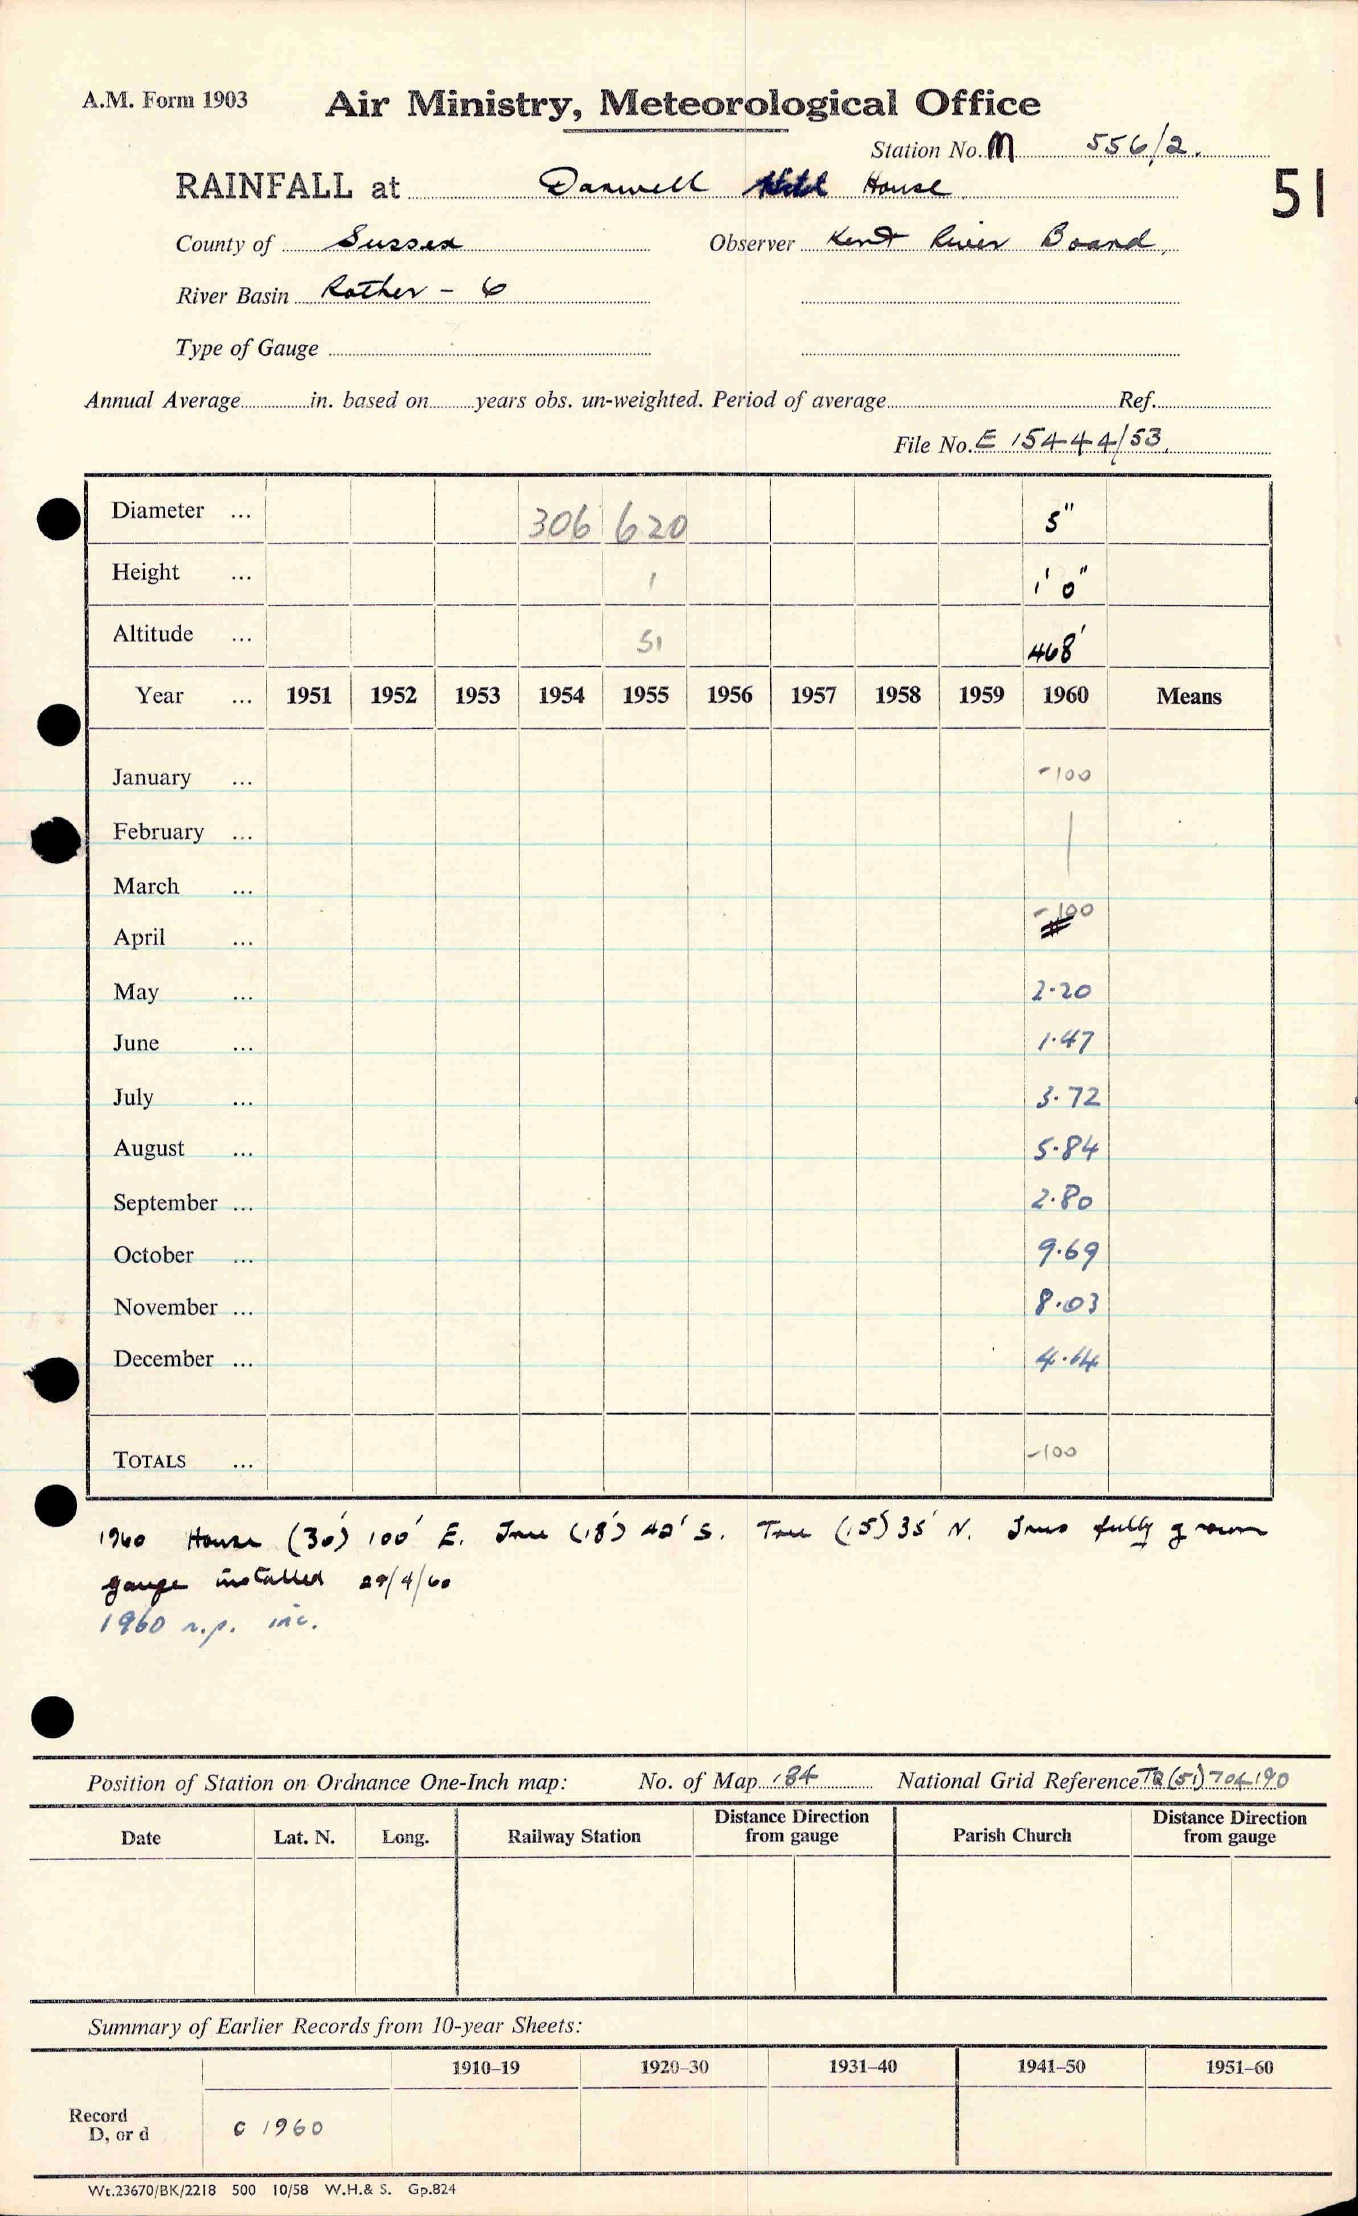 A.M. Form 1903
Air Ministry, Meteorological Office
Station No. M 556/2.
51
RAINFALL at Darwell House
County of Sussex Observer Kent River Board,
River Basin Rother - 6
Type of Gauge
Annual Average in. based on years obs. un-weighted. Period of average Ref.
File No. E 15444/53.
Diameter ... 306 620 5"
Height ... 1 1' 0"
Altitude ... 51 468'
Year ... 1951 1952 1953 1954 1955 1956 1957 1958 1959 1960 Means
January ... -100
February ...
March ...
April ... -100
May ... 2.20
June ... 1.47
July ... 3.72
August ... 5.84
September ... 2.80
October ... 9.69
November ... 8.03
December ...
TOTALS ... -100
1960 House (30') 100' E. Tree (18') 42' S. Tree (15) 35' N. Trees fully grown
gauge installed 29/4/60
1960 n.p. inc.
Position of Station on Ordnance One-Inch map: No. of Map 184 National Grid Reference TQ (51) 704190
Date Lat. N. Long. Railway Station Distance Direction from gauge Parish Church Distance Direction from gauge
Summary of Earlier Records from 10-year Sheets:
1910–19 1920–30 1931–40 1941–50 1951–60
Record
D, or d c 1960
Wt.23670/BK/2218 500 10/58 W.H.& S. Gp.824